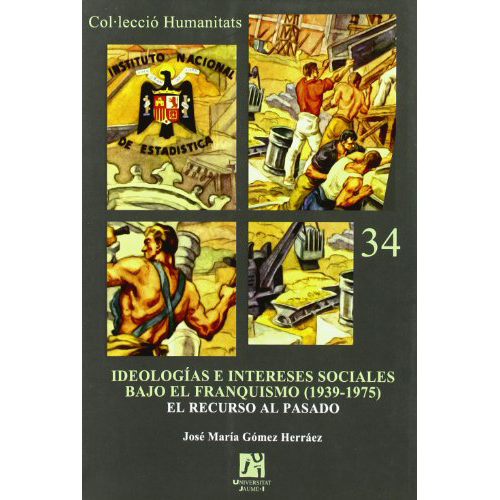 Col·lecció Humanitats
INSTITUTO NACIONAL
DE ESTADISTICA
34
IDEOLOGÍAS E INTERESES SOCIALES
BAJO EL FRANQUISMO (1939-1975)
EL RECURSO AL PASADO
José María Gómez Herráez
UNIVERSITAT
JAUME·I